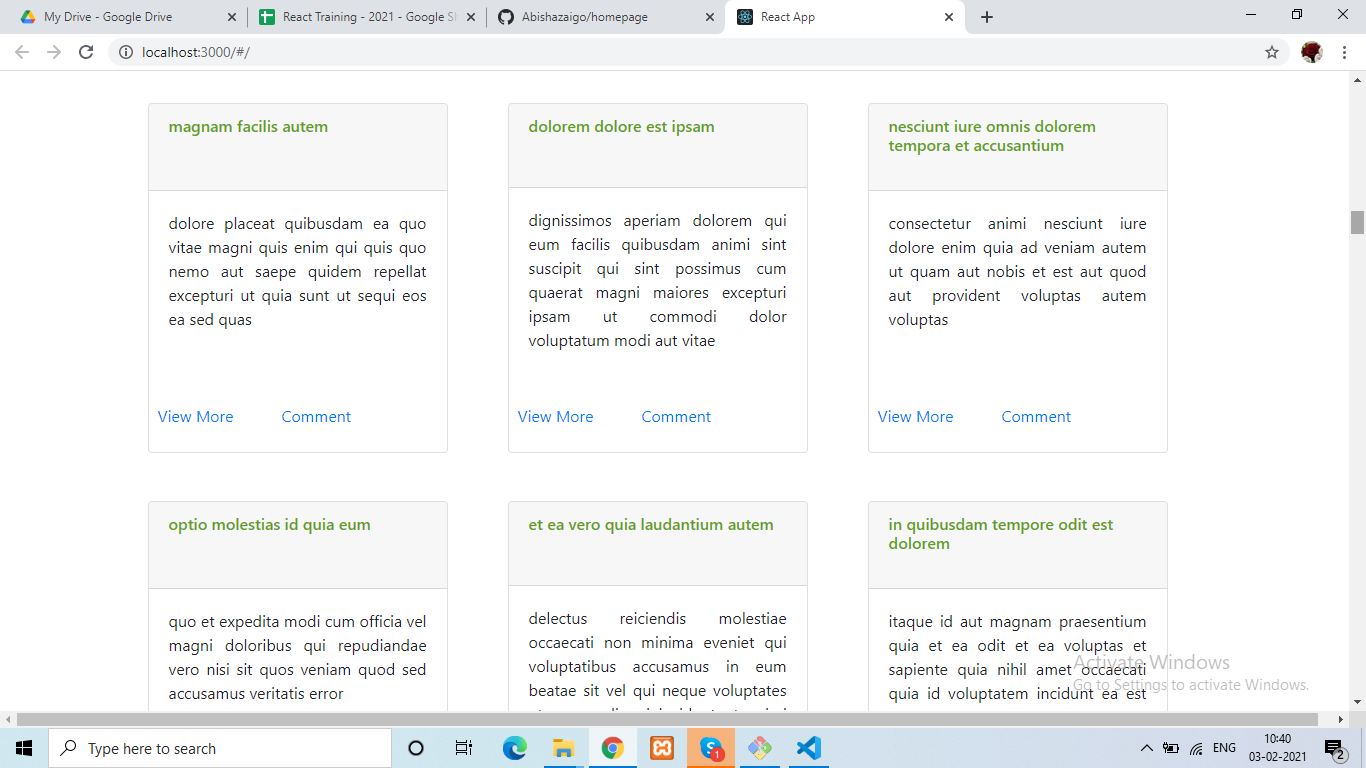 My Drive - Google Drive
React Training - 2021 - Google Sh
Abishazaigo/homepage
React App
localhost:3000/#/
magnam facilis autem
dolore placeat quibusdam ea quo
vitae magni quis enim qui quis quo
nemo aut saepe quidem repellat
excepturi ut quia sunt ut sequi eos
ea sed quas
View More
Comment
dolorem dolore est ipsam
dignissimos aperiam dolorem qui
eum facilis quibusdam animi sint
suscipit qui sint possimus cum
quaerat magni maiores excepturi
ipsam ut commodi dolor
voluptatum modi aut vitae
View More
Comment
nesciunt iure omnis dolorem
tempora et accusantium
consectetur animi nesciunt iure
dolore enim quia ad veniam autem
ut quam aut nobis et est aut quod
aut provident voluptas autem
voluptas
View More
Comment
optio molestias id quia eum
quo et expedita modi cum officia vel
magni doloribus qui repudiandae
vero nisi sit quos veniam quod sed
accusamus veritatis error
et ea vero quia laudantium autem
delectus reiciendis molestiae
occaecati non minima eveniet qui
voluptatibus accusamus in eum
beatae sit vel qui neque voluptates
in quibusdam tempore odit est
dolorem
itaque id aut magnam praesentium
quia et ea odit et ea voluptas et
sapiente quia nihil amet occaecati
quia id voluptatem incidunt ea est
Activate Windows
Go to Settings to activate Windows.
Type here to search
1
ENG
10:40
03-02-2021
2